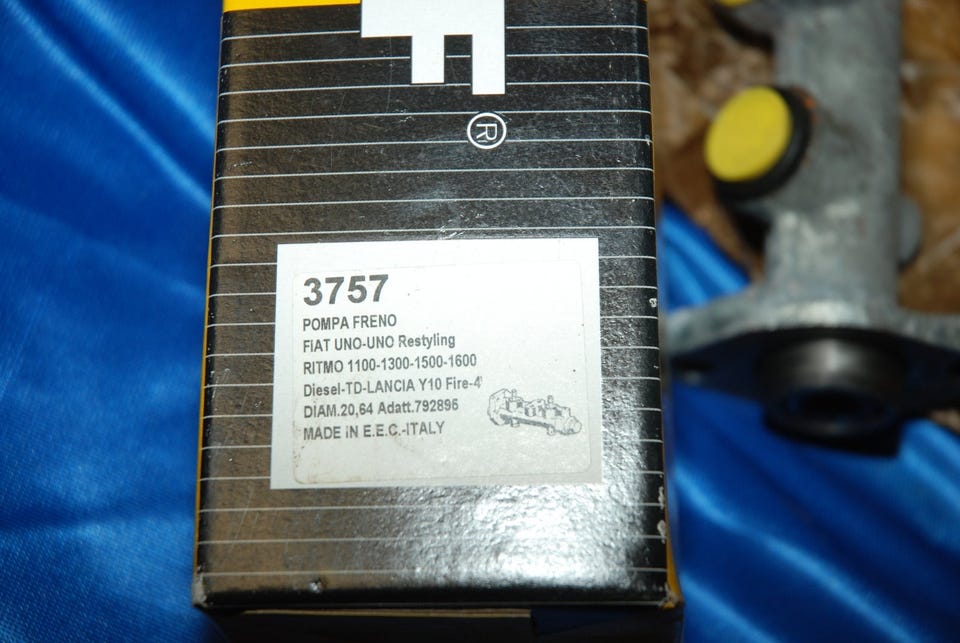 F
®
3757
POMPA FRENO
FIAT UNO-UNO Restyling
RITMO 1100-1300-1500-1600
Diesel-TD-LANCIA Y10 Fire-4
DIAM.20,64 Adatt.792896
MADE IN E.E.C.-ITALY